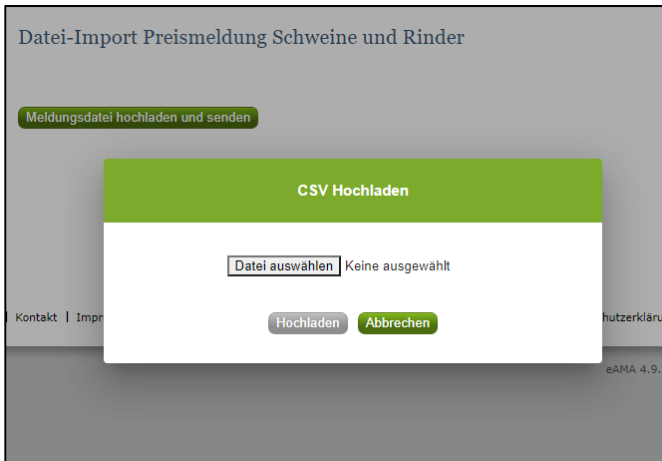 Datei-Import Preismeldung Schweine und Rinder
Meldungsdatei hochladen und senden
CSV Hochladen
Datei auswählen Keine ausgewählt
Hochladen Abbrechen
| Kontakt | Impr hutzerkläru
eAMA 4.9.